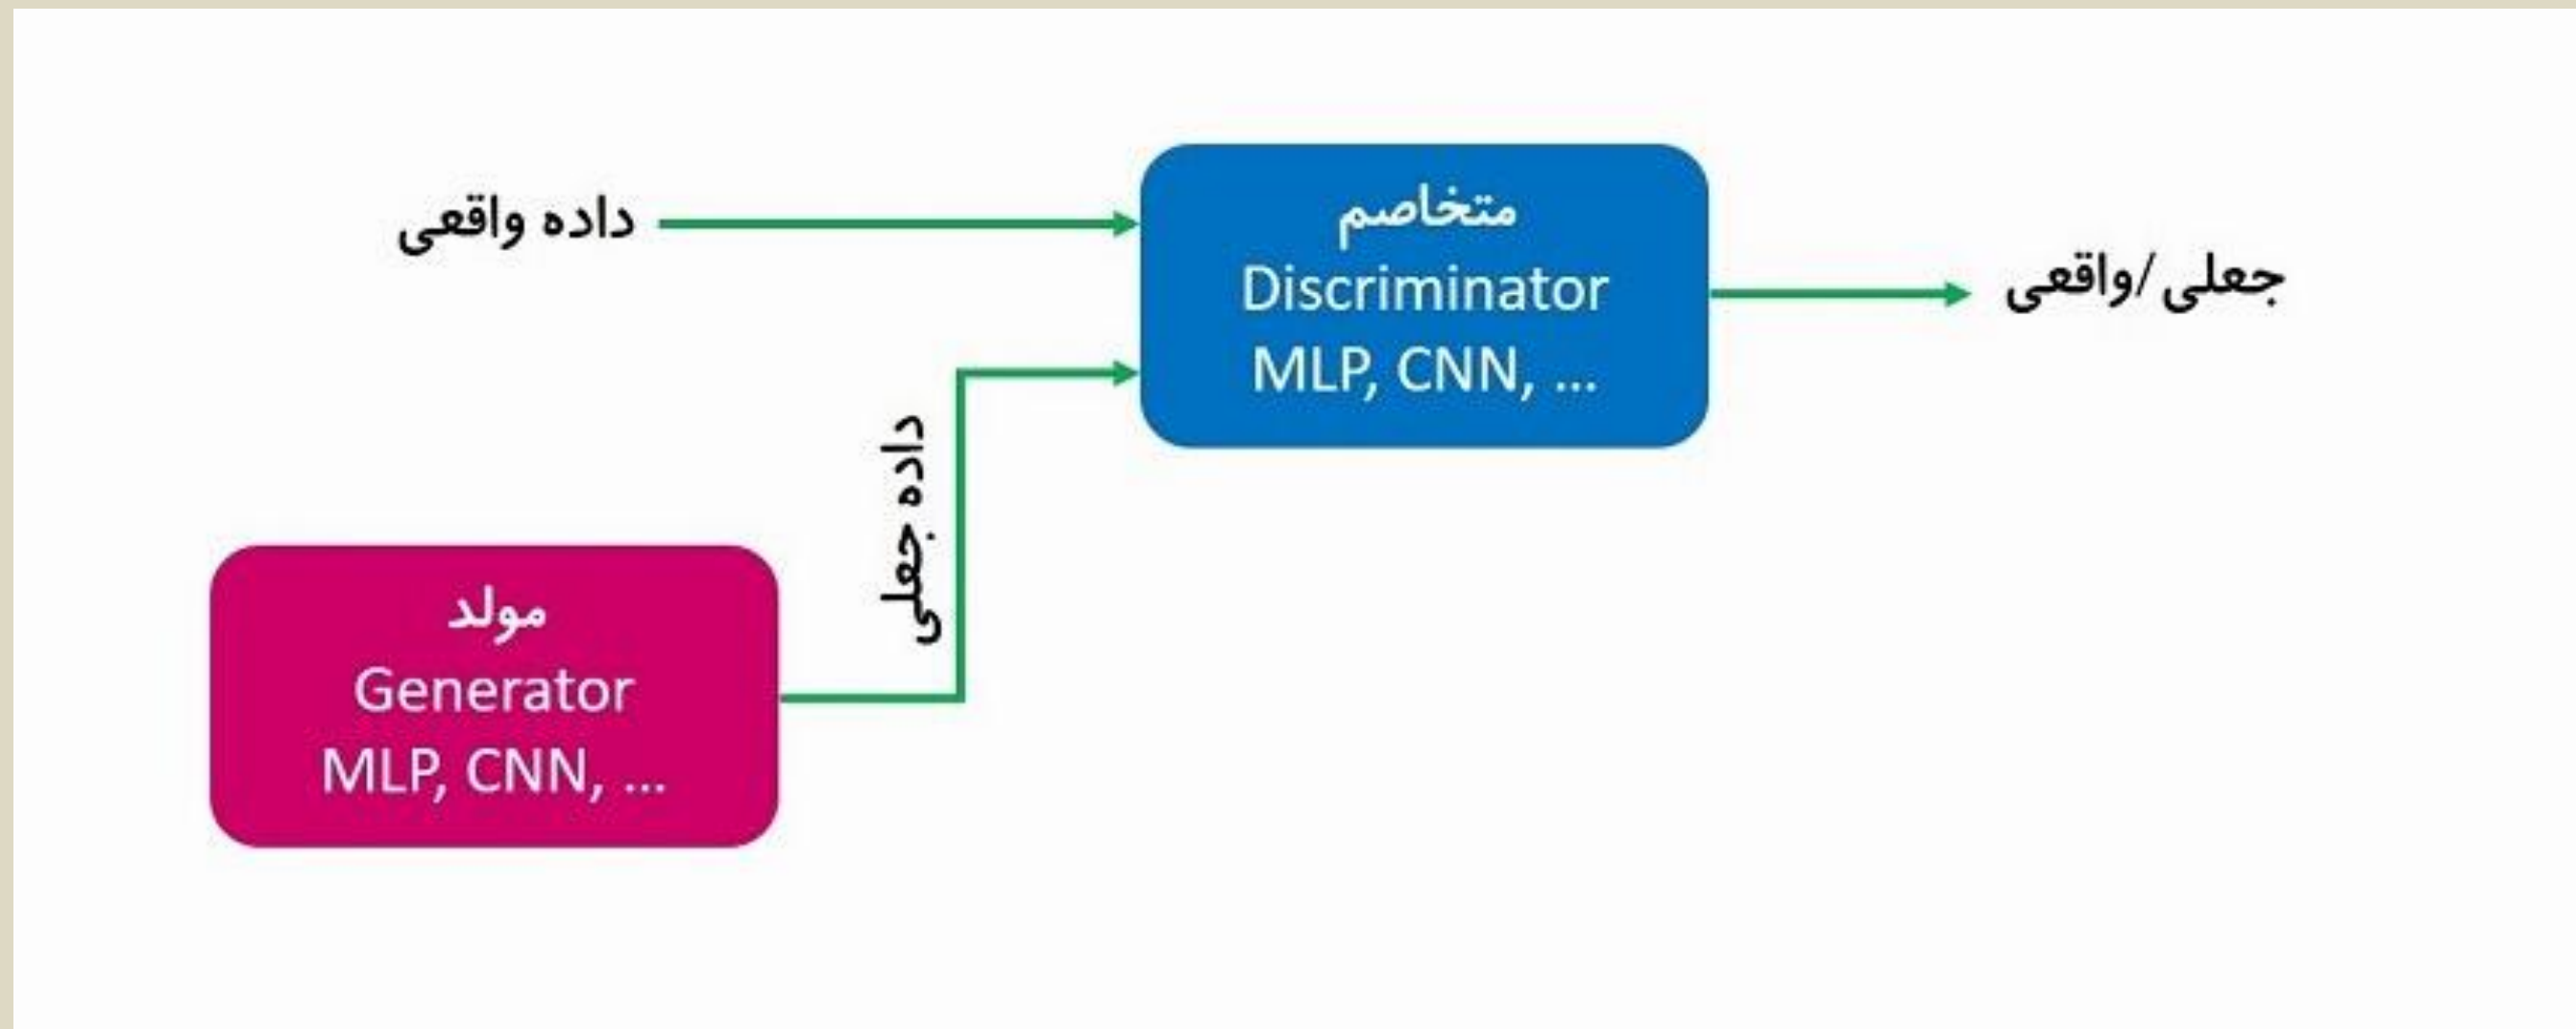 داده واقعی
متخاصم
Discriminator
MLP, CNN, ...
جعلی/واقعی
داده جعلی
مولد
Generator
MLP, CNN, ...